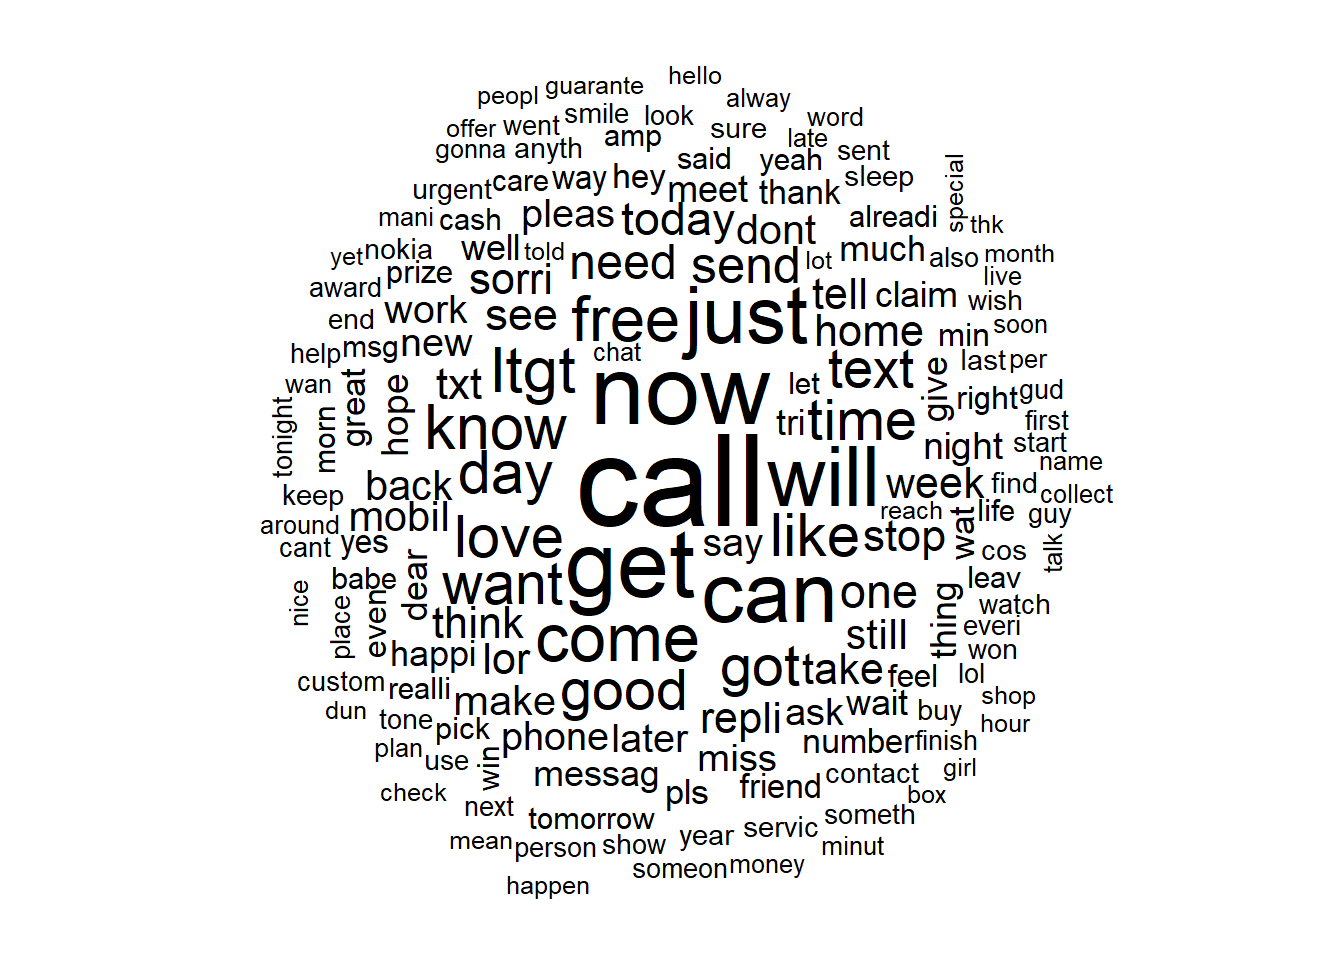 hello
peopl guarante alway
offer went smile look word
gonna anyth amp sure late
said yeah sent
urgent care way hey meet thank sleep special
mani cash pleas today dont alreadi thk
yet nokia well told need send lot much also month
award prize sorri tell claim live wish
end work see free just home min soon
help msg new chat
wan great txt ltgt now let text give last per
tonight morn hope know tri time right gud first
night start
keep back day call will week find name collect
around mobil reach life guy
cant yes love say like stop wat cos talk
nice babe dear want get can one leav
place even think still thing watch everi
happi lor come won
custom realli got take feel lol
dun tone make good repli ask wait buy shop
plan pick phone later number finish hour
use win miss
check messag pls friend contact girl
next box
tomorrow someth
mean person show year servic minut
someon money
happen